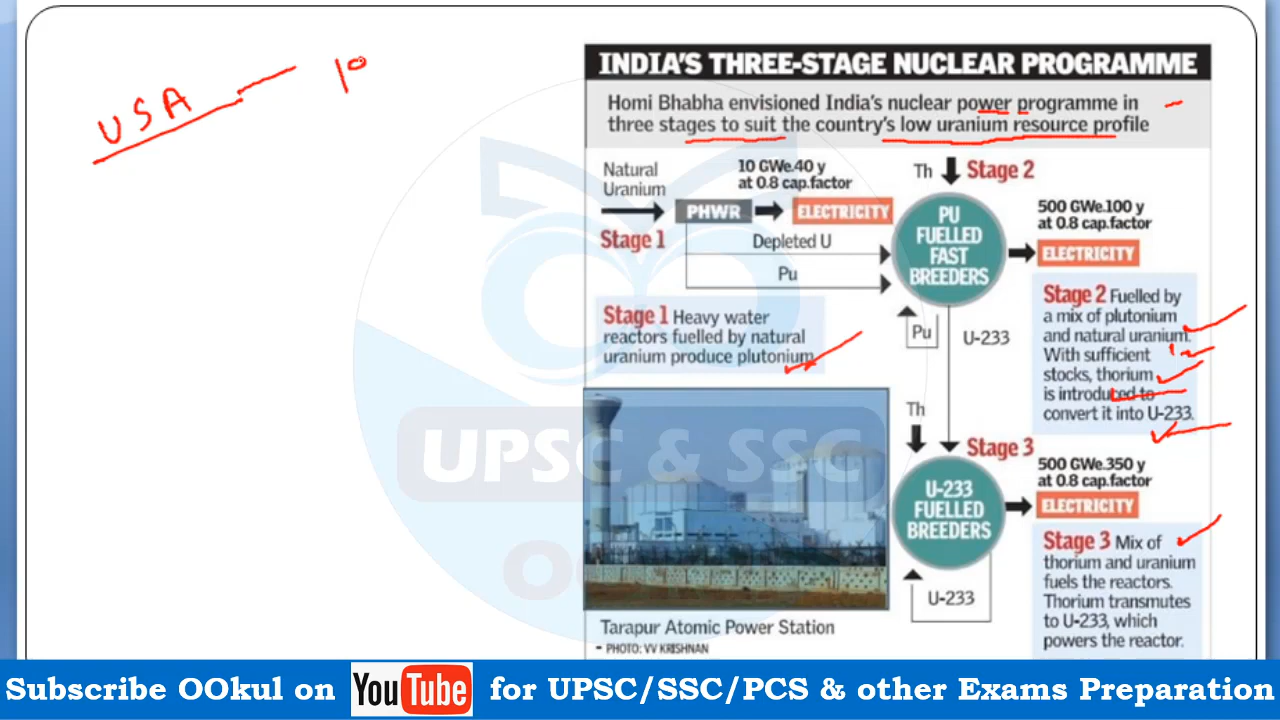 USA 10
INDIA'S THREE-STAGE NUCLEAR PROGRAMME
Homi Bhabha envisioned India's nuclear power programme in
three stages to suit the country's low uranium resource profile
Natural
Uranium
10 GWe.40 y
at 0.8 cap.factor
Th
Stage 2
PHWR
ELECTRICITY
Stage 1
Depleted U
Pu
PU
FUELLED
FAST
BREEDERS
500 GWe.100 y
at 0.8 cap.factor
ELECTRICITY
Stage 1 Heavy water
reactors fuelled by natural
uranium produce plutonium
Pu
U-233
Stage 2 Fuelled by
a mix of plutonium
and natural uranium.
With sufficient
stocks, thorium
is introduced to
convert it into U-233.
Th
Stage 3
UPSC & SSC
U-233
FUELLED
BREEDERS
500 GWe.350 y
at 0.8 cap.factor
ELECTRICITY
U-233
Stage 3 Mix of
thorium and uranium
fuels the reactors.
Thorium transmutes
to U-233, which
powers the reactor.
Tarapur Atomic Power Station
- PHOTO: VV KRISHNAN
Subscribe OOkul on YouTube for UPSC/SSC/PCS & other Exams Preparation